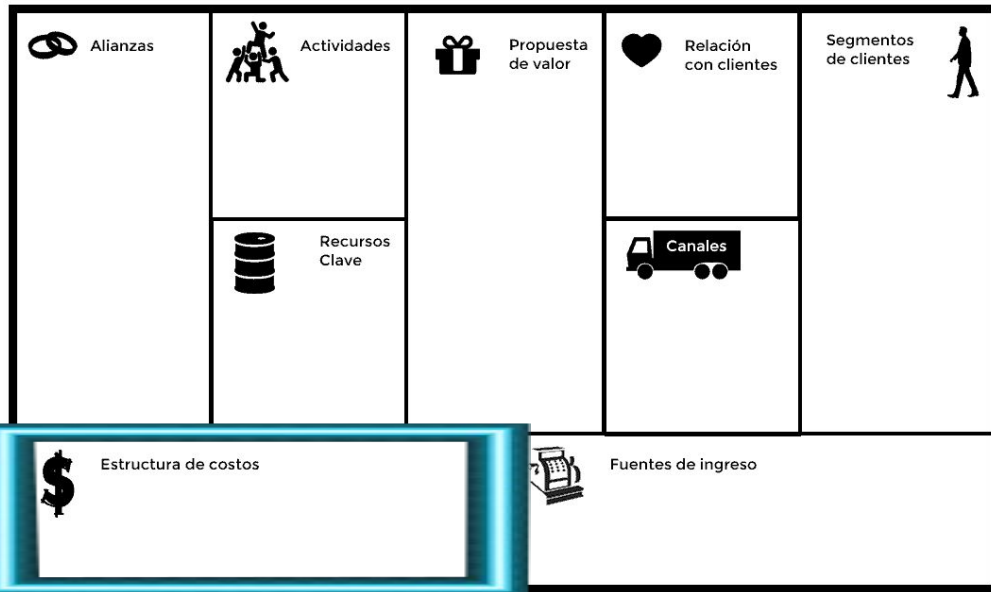 Alianzas
Actividades
Propuesta
de valor
Relación
con clientes
Segmentos
de clientes
Recursos
Clave
Canales
Estructura de costos
Fuentes de ingreso